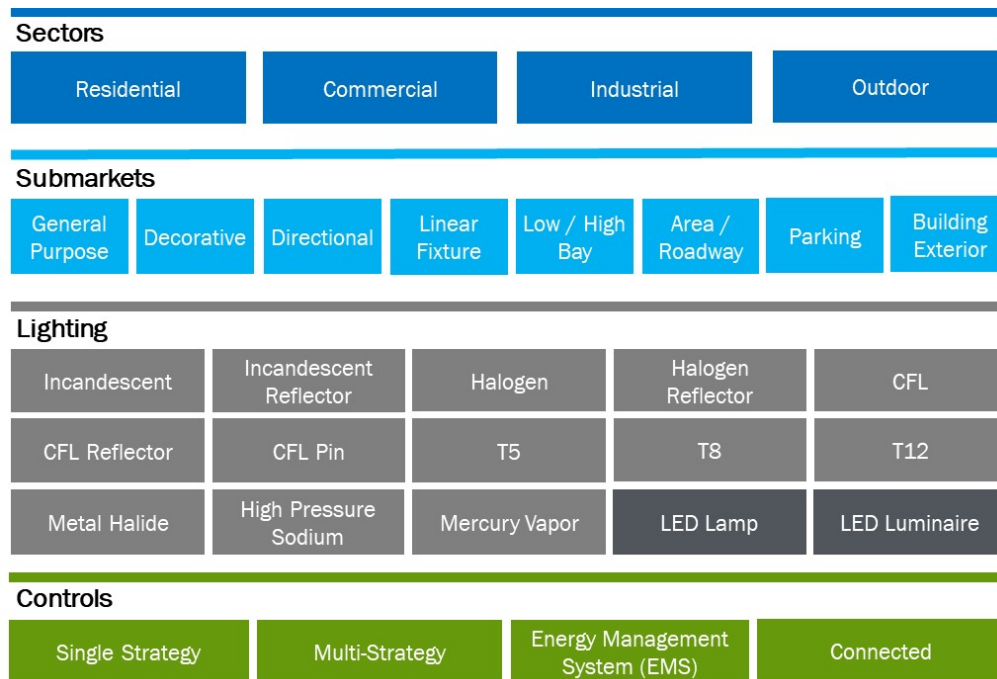 Sectors
Residential
Commercial
Industrial
Outdoor
Submarkets
General
Purpose
Decorative
Directional
Linear
Fixture
Low / High
Bay
Area /
Roadway
Parking
Building
Exterior
Lighting
Incandescent
Incandescent
Reflector
Halogen
Halogen
Reflector
CFL
CFL Reflector
CFL Pin
T5
T8
T12
Metal Halide
High Pressure
Sodium
Mercury Vapor
LED Lamp
LED Luminaire
Controls
Single Strategy
Multi-Strategy
Energy Management
System (EMS)
Connected